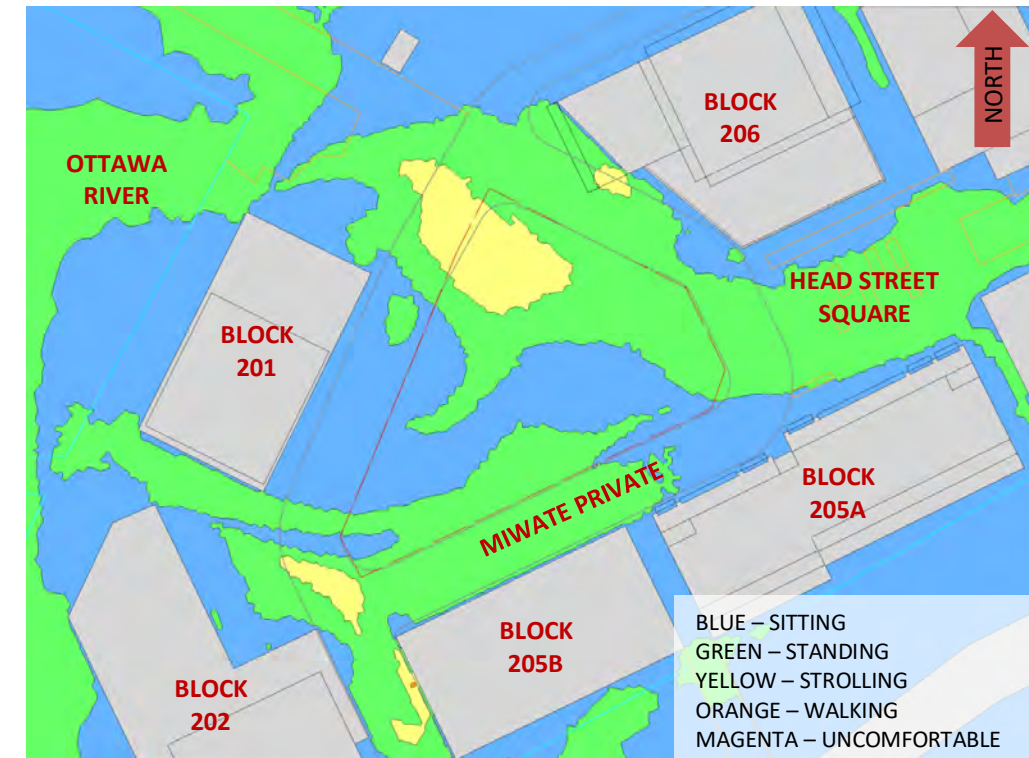 NORTH
BLOCK
206
OTTAWA
RIVER
HEAD STREET
SQUARE
BLOCK
201
BLOCK
205A
MIWATE PRIVATE
BLOCK
205B
BLOCK
202
BLUE – SITTING
GREEN – STANDING
YELLOW – STROLLING
ORANGE – WALKING
MAGENTA – UNCOMFORTABLE